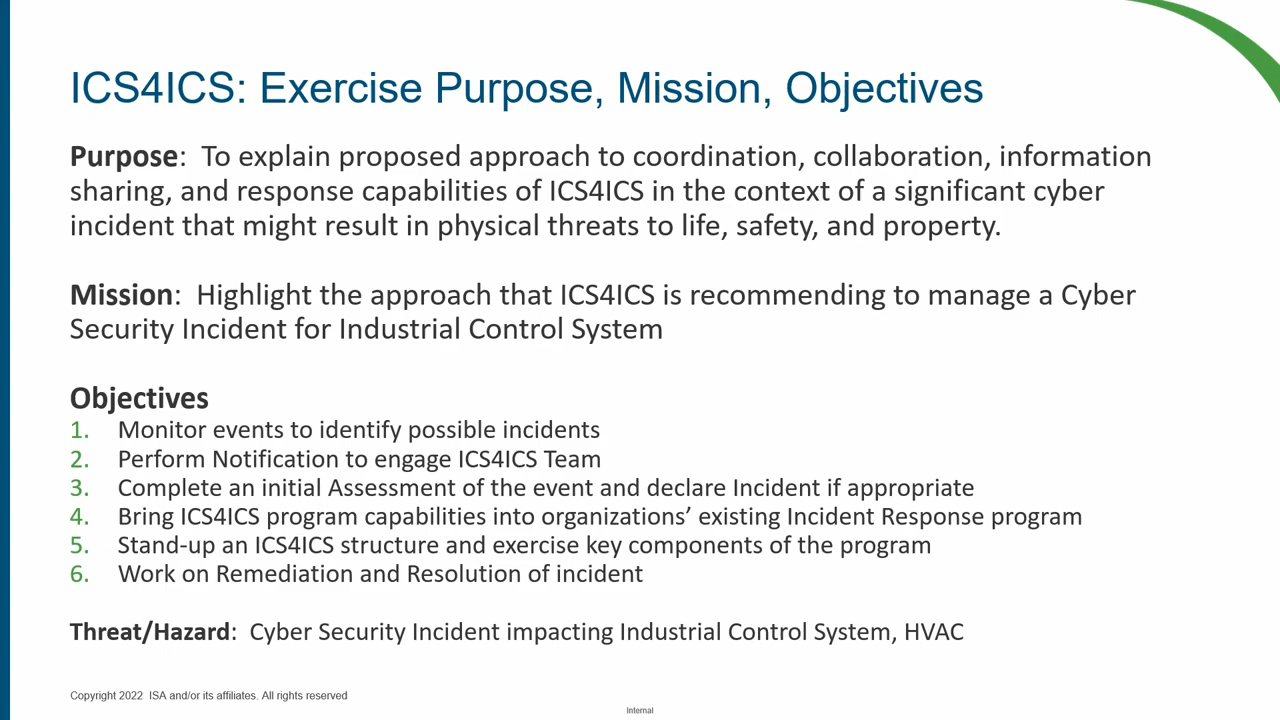 ICS4ICS: Exercise Purpose, Mission, Objectives
Purpose: To explain proposed approach to coordination, collaboration, information
sharing, and response capabilities of ICS4ICS in the context of a significant cyber
incident that might result in physical threats to life, safety, and property.
Mission: Highlight the approach that ICS4ICS is recommending to manage a Cyber
Security Incident for Industrial Control System
Objectives
1. Monitor events to identify possible incidents
2. Perform Notification to engage ICS4ICS Team
3. Complete an initial Assessment of the event and declare Incident if appropriate
4. Bring ICS4ICS program capabilities into organizations’ existing Incident Response program
5. Stand-up an ICS4ICS structure and exercise key components of the program
6. Work on Remediation and Resolution of incident
Threat/Hazard: Cyber Security Incident impacting Industrial Control System, HVAC
Copyright 2022 ISA and/or its affiliates. All rights reserved
Internal